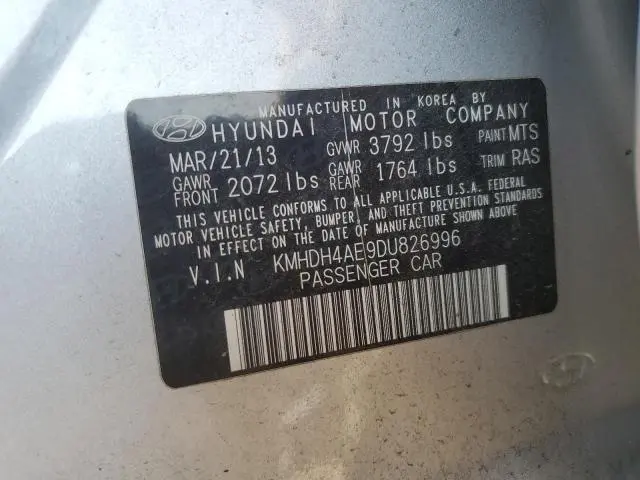 MANUFACTURED IN KOREA BY
HYUNDAI MOTOR COMPANY
MAR/21/13 GVWR 3792 lbs PAINT MTS
GAWR FRONT 2072 lbs GAWR REAR 1764 lbs TRIM RAS
THIS VEHICLE CONFORMS TO ALL APPLICABLE U.S.A. FEDERAL
MOTOR VEHICLE SAFETY, BUMPER, AND THEFT PREVENTION STANDARDS
IN EFFECT ON THE DATE OF MANUFACTURE SHOWN ABOVE.
V.I.N KMHDH4AE9DU826996
PASSENGER CAR